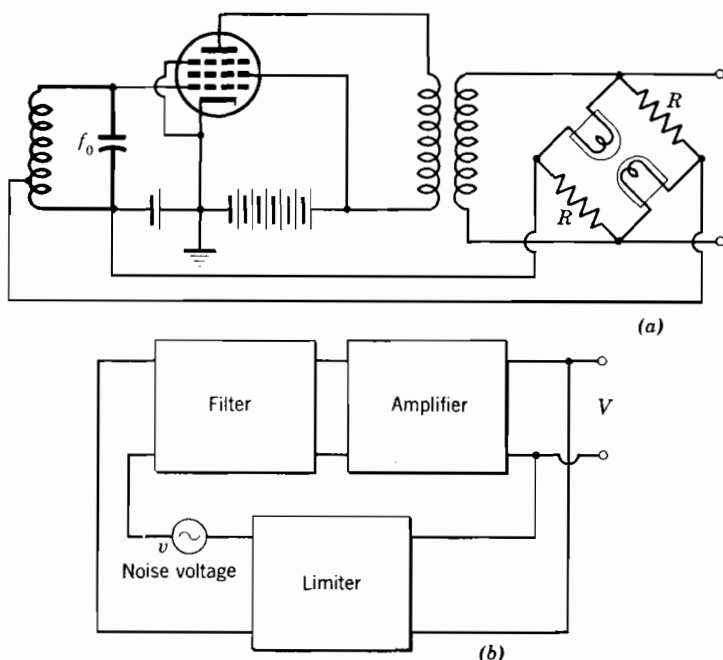 R
f₀
R
(a)
Filter
Amplifier
V
v
Noise voltage
Limiter
(b)